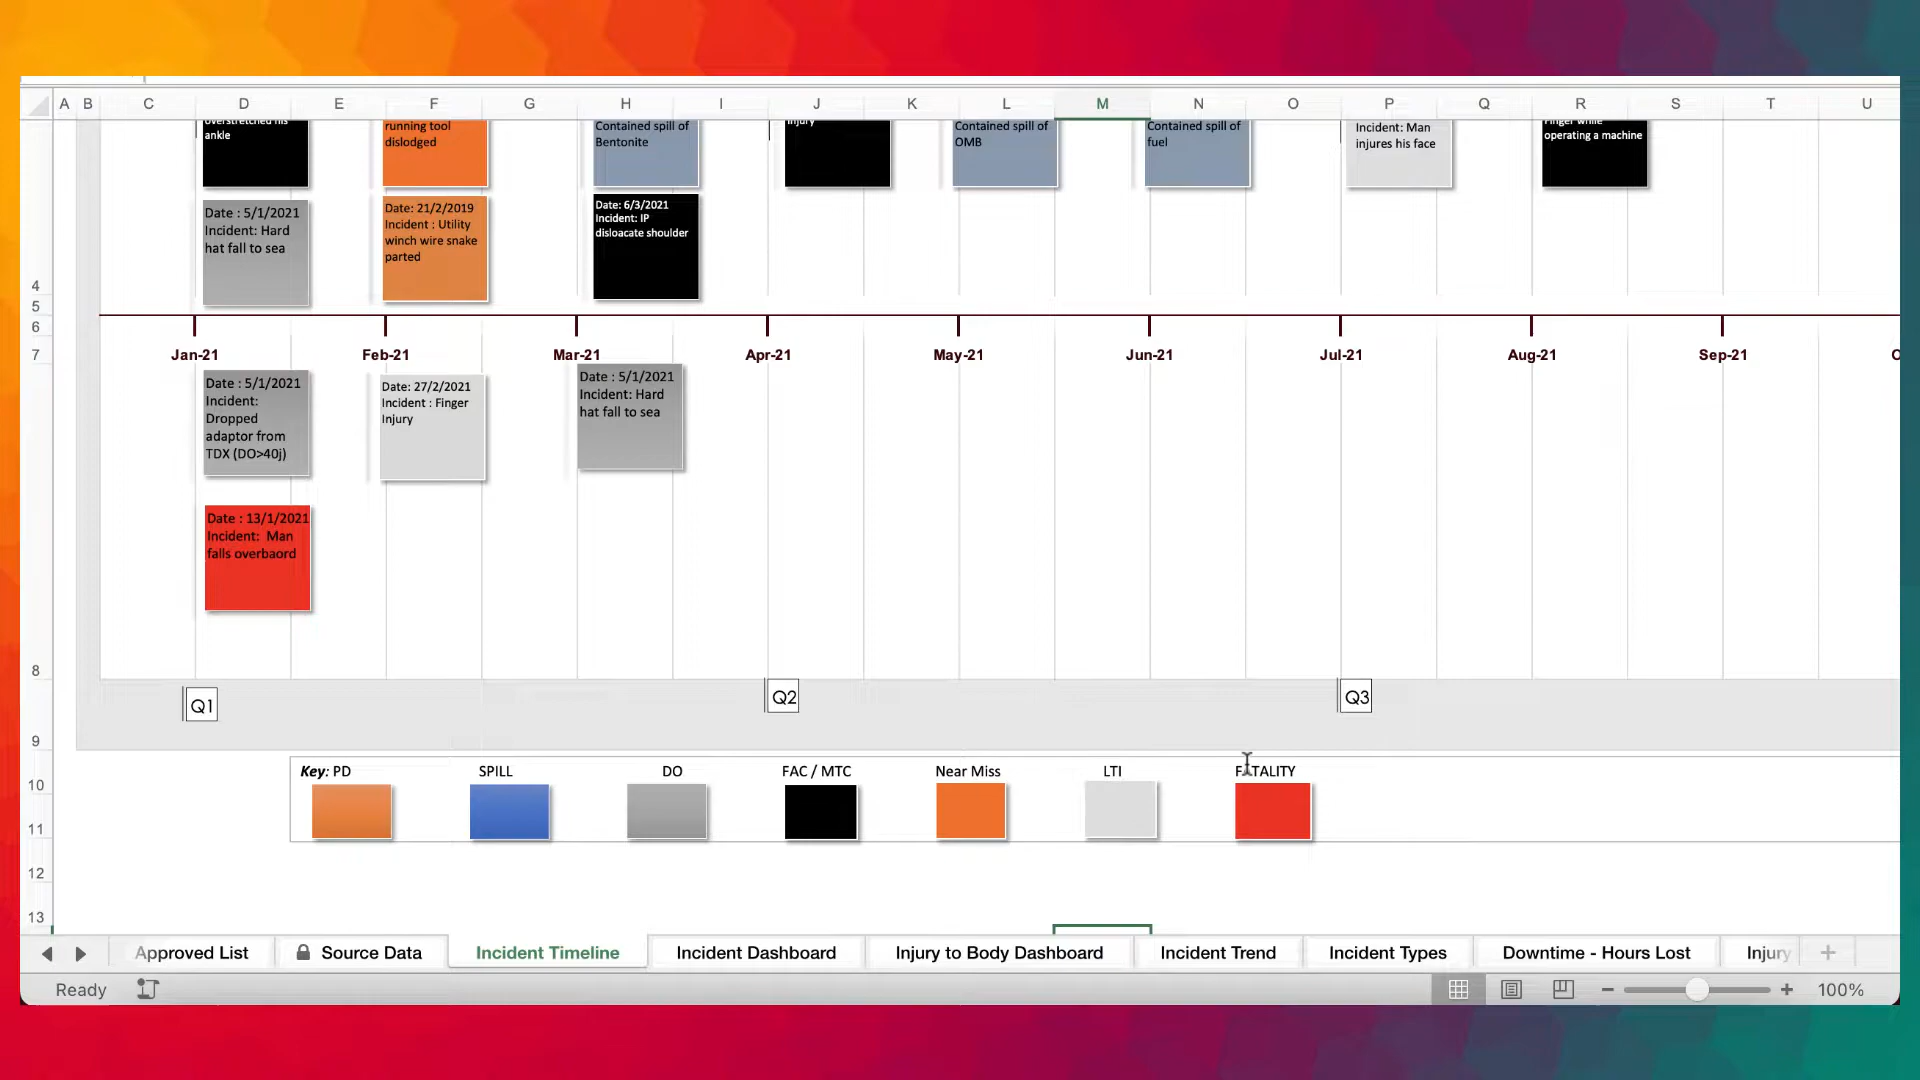 A B C D E F G H I J K L M N O P Q R S T U
overstretched his
ankle
running tool
dislodged
Contained spill of
Bentonite
injury
Contained spill of
OMB
Contained spill of
fuel
Incident: Man
injures his face
Finger while
operating a machine
Date : 5/1/2021
Incident: Hard
hat fall to sea
Date: 21/2/2019
Incident : Utility
winch wire snake
parted
Date: 6/3/2021
Incident: IP
disloacate shoulder
4
5
6
7
Jan-21 Feb-21 Mar-21 Apr-21 May-21 Jun-21 Jul-21 Aug-21 Sep-21 O
Date : 5/1/2021
Incident:
Dropped
adaptor from
TDX (DO>40j)
Date: 27/2/2021
Incident : Finger
Injury
Date : 5/1/2021
Incident: Hard
hat fall to sea
Date : 13/1/2021
Incident: Man
falls overbaord
8
Q1 Q2 Q3
9
Key: PD SPILL DO FAC / MTC Near Miss LTI FATALITY
10
11
12
13
Approved List Source Data Incident Timeline Incident Dashboard Injury to Body Dashboard Incident Trend Incident Types Downtime - Hours Lost Injury
Ready 100%